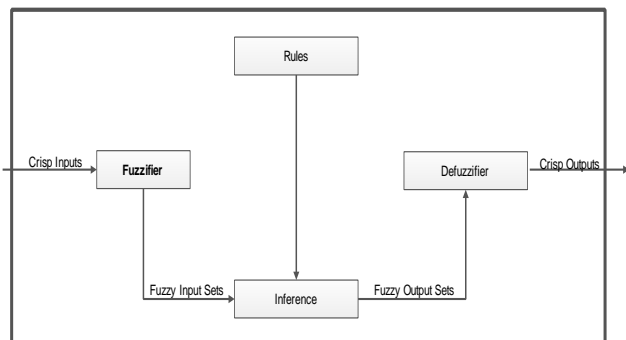 Rules
Crisp Inputs
Fuzzifier
Defuzzifier
Crisp Outputs
Fuzzy Input Sets
Inference
Fuzzy Output Sets